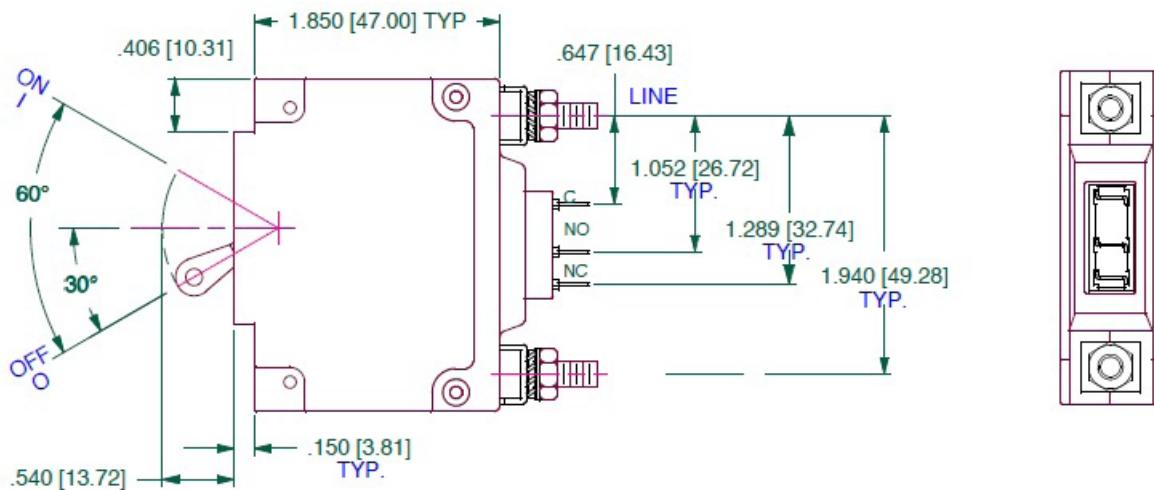 1.850 [47.00] TYP
.406 [10.31]
.647 [16.43]
ON
I
LINE
60°
1.052 [26.72]
TYP.
C
NO
1.289 [32.74]
TYP.
NC
30°
1.940 [49.28]
TYP.
OFF
O
.150 [3.81]
TYP.
.540 [13.72]